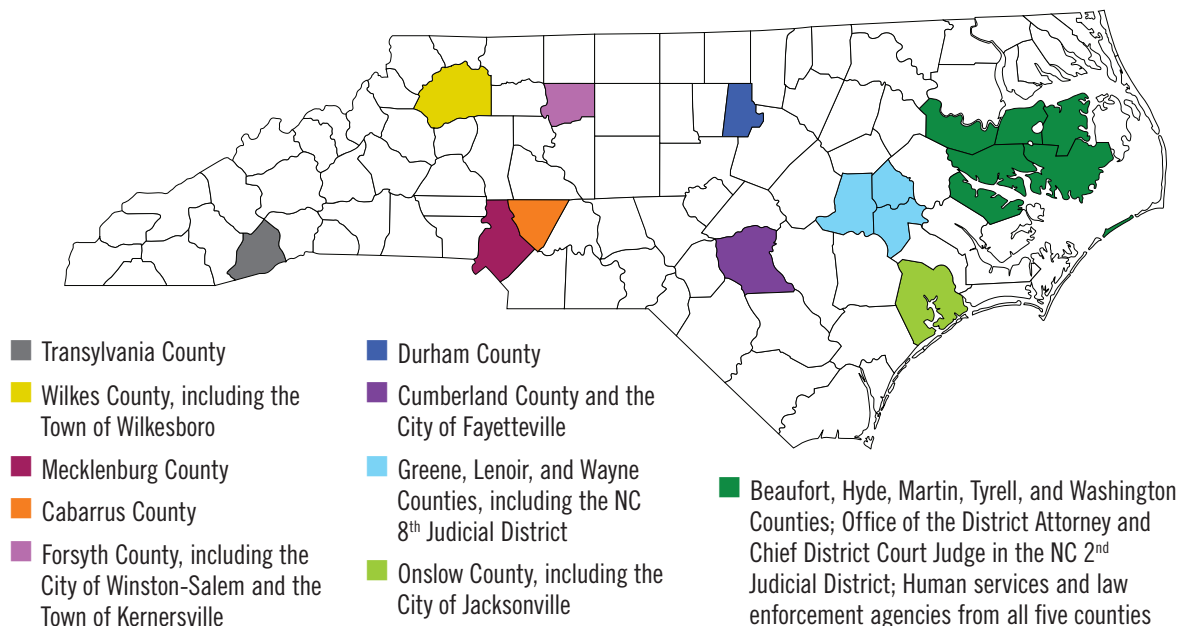 Transylvania County
Wilkes County, including the
Town of Wilkesboro
Mecklenburg County
Cabarrus County
Forsyth County, including the
City of Winston-Salem and the
Town of Kernersville
Durham County
Cumberland County and the
City of Fayetteville
Greene, Lenoir, and Wayne
Counties, including the NC
8th Judicial District
Onslow County, including the
City of Jacksonville
Beaufort, Hyde, Martin, Tyrell, and Washington
Counties; Office of the District Attorney and
Chief District Court Judge in the NC 2nd
Judicial District; Human services and law
enforcement agencies from all five counties